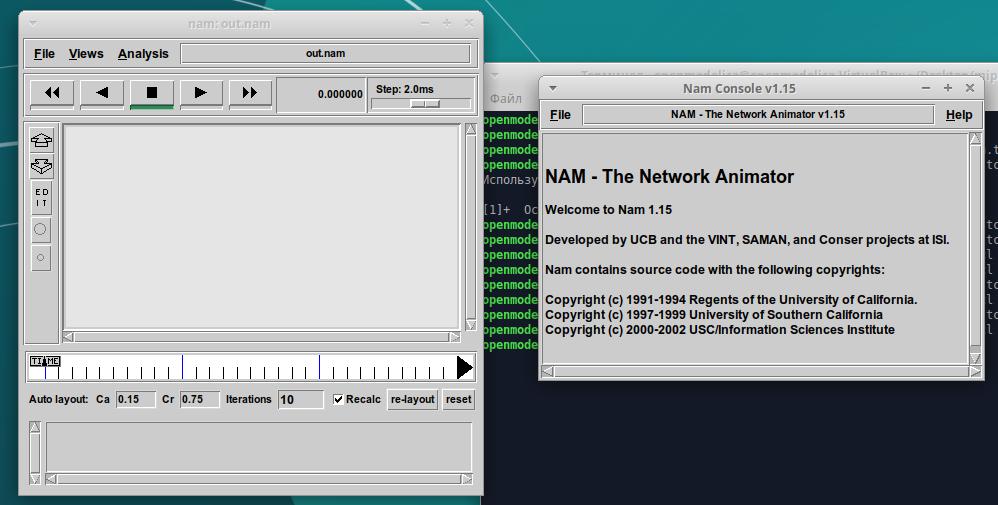 nam: out.nam
File Views Analysis out.nam
0.000000 Step: 2.0ms
ED
IT
TIME
Auto layout: Ca 0.15 Cr 0.75 Iterations 10 Recalc re-layout reset
Файл
openmode
openmode
openmode
openmode
Использу
[1]+ Ос
openmode
openmode
openmode
openmode
openmode
openmode
openmode
openmode
openmode
Nam Console v1.15
File NAM - The Network Animator v1.15 Help
NAM - The Network Animator
Welcome to Nam 1.15
Developed by UCB and the VINT, SAMAN, and Conser projects at ISI.
Nam contains source code with the following copyrights:
Copyright (c) 1991-1994 Regents of the University of California.
Copyright (c) 1997-1999 University of Southern California
Copyright (c) 2000-2002 USC/Information Sciences Institute